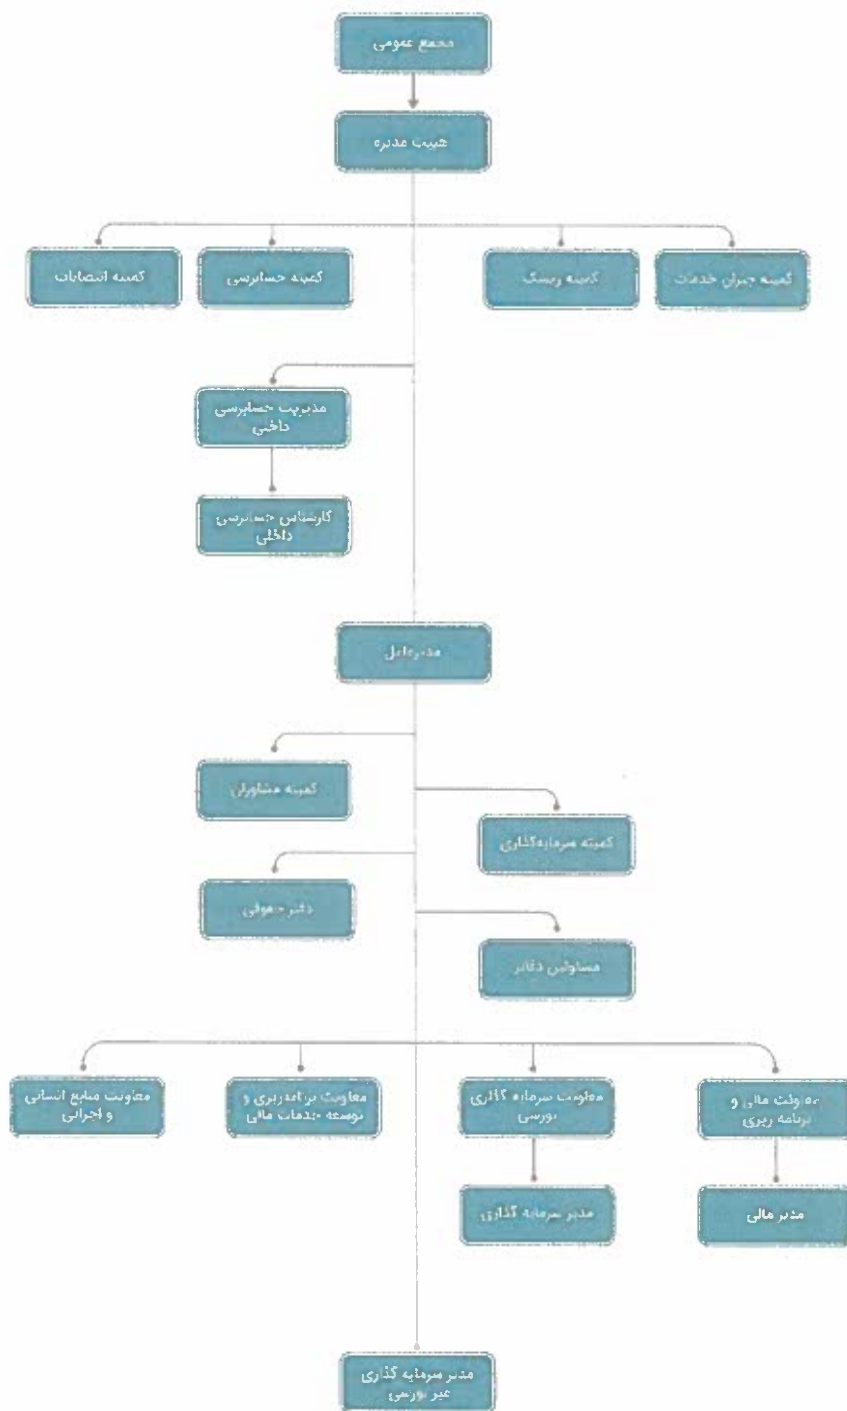 مجمع عمومی
هیئت مدیره
کمیته جبران خدمات
کمیته ریسک
کمیته حسابرسی
کمیته انتصابات
مدیریت حسابرسی
داخلی
کارشناس حسابرسی
داخلی
مدیرعامل
کمیته مشاوران
کمیته سرمایه‌گذاری
دفتر حقوقی
مسئولین دفاتر
معاونت مالی و
برنامه ریزی
معاونت سرمایه گذاری
بورسی
معاونت برنامه‌ریزی و
توسعه خدمات مالی
معاونت منابع انسانی
و اجرائی
مدیر مالی
مدیر سرمایه گذاری
مدیر سرمایه گذاری
غیر بورسی